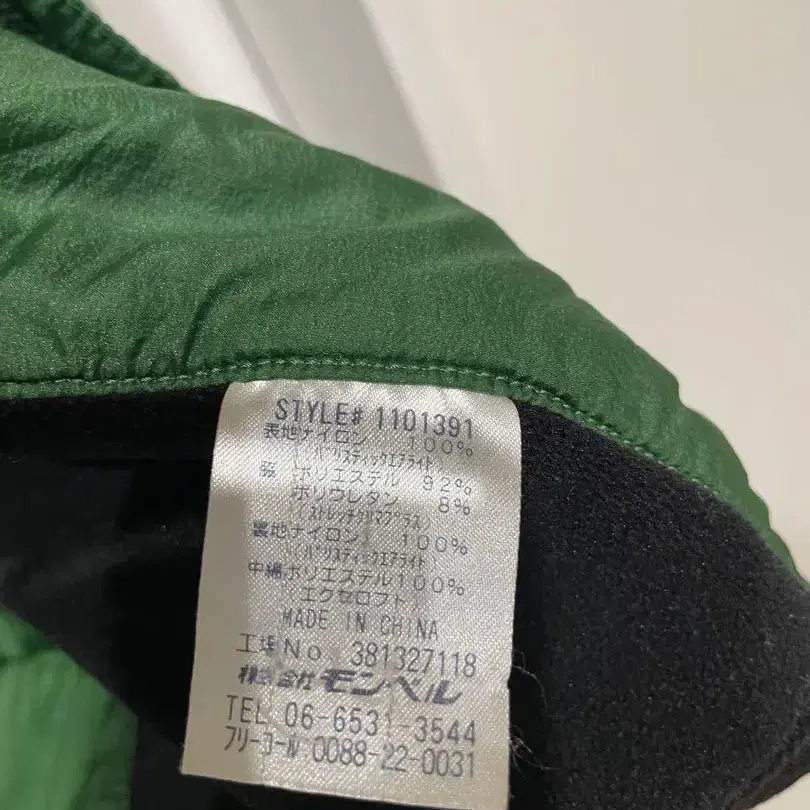 STYLE# 1101391
表地ナイロン 100%
(バリスティックエアライト)
脇 ポリエステル 92%
ポリウレタン 8%
(ストレッチクリマプラス)
裏地ナイロン 100%
(バリスティックエアライト)
中綿ポリエステル100%
(エクセロフト)
MADE IN CHINA
工場No. 381327118
株式会社モンベル
TEL 06-6531-3544
フリーコール 0088-22-0031